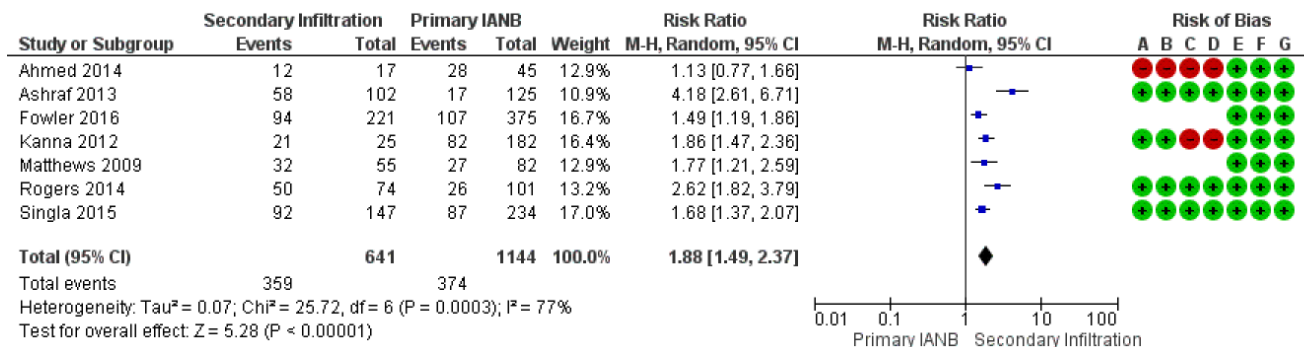 Secondary Infiltration Primary IANB Risk Ratio Risk Ratio Risk of Bias
Study or Subgroup Events Total Events Total Weight M-H, Random, 95% CI M-H, Random, 95% CI A B C D E F G
Ahmed 2014 12 17 28 45 12.9% 1.13 [0.77, 1.66] - - - - + + +
Ashraf 2013 58 102 17 125 10.9% 4.18 [2.61, 6.71] + + + + + + +
Fowler 2016 94 221 107 375 16.7% 1.49 [1.19, 1.86] + + +
Kanna 2012 21 25 82 182 16.4% 1.86 [1.47, 2.36] + + - - + + +
Matthews 2009 32 55 27 82 12.9% 1.77 [1.21, 2.59] + + +
Rogers 2014 50 74 26 101 13.2% 2.62 [1.82, 3.79] + + + + + + +
Singla 2015 92 147 87 234 17.0% 1.68 [1.37, 2.07] + + + + + + +
Total (95% CI) 641 1144 100.0% 1.88 [1.49, 2.37]
Total events 359 374
Heterogeneity: Tau² = 0.07; Chi² = 25.72, df = 6 (P = 0.0003); I² = 77%
Test for overall effect: Z = 5.28 (P < 0.00001)
0.01 0.1 1 10 100
Primary IANB Secondary Infiltration